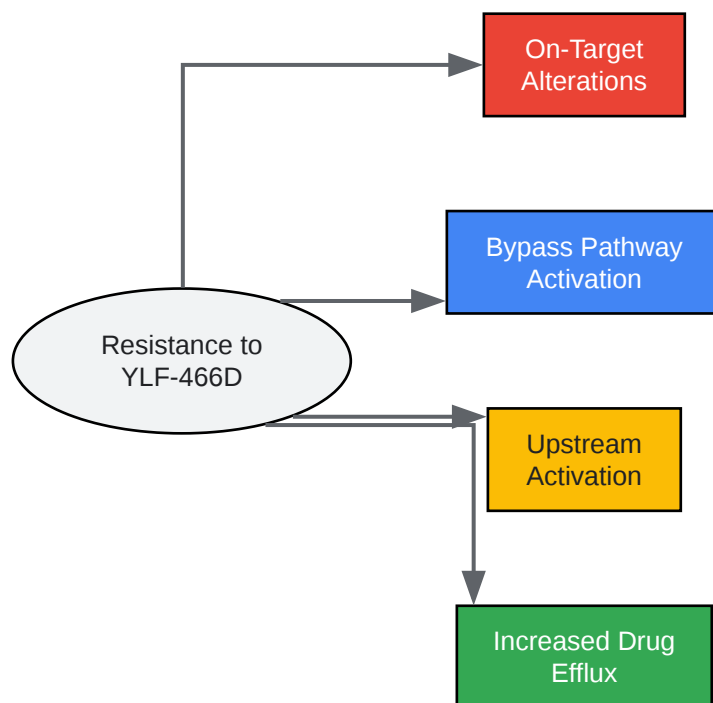 On-Target
Alterations
Bypass Pathway
Activation
Resistance to
YLF-466D
Upstream
Activation
Increased Drug
Efflux